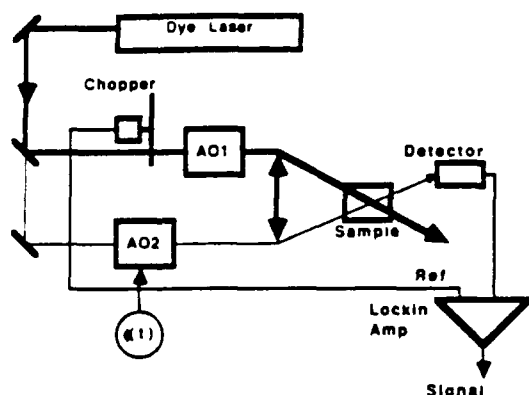 Dye Laser
Chopper
AO1
Detector
Sample
AO2
Ref
Lockin
Amp
(t)
Signal